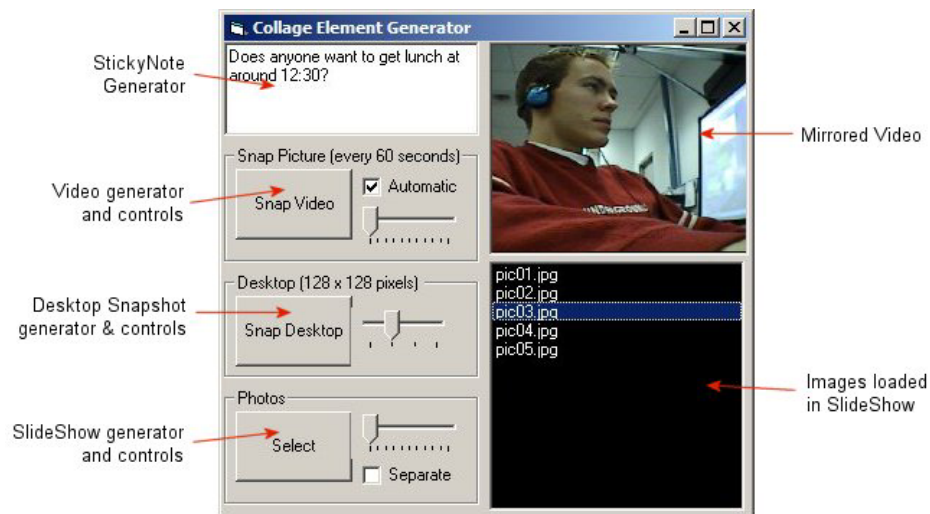 Collage Element Generator
StickyNote
Generator
Does anyone want to get lunch at
around 12:30?
Mirrored Video
Snap Picture (every 60 seconds)
Video generator
and controls
Snap Video
Automatic
UNDERGROUND
Desktop (128 x 128 pixels)
Desktop Snapshot
generator & controls
Snap Desktop
pic01.jpg
pic02.jpg
pic03.jpg
pic04.jpg
pic05.jpg
Images loaded
in SlideShow
Photos
SlideShow generator
and controls
Select
Separate